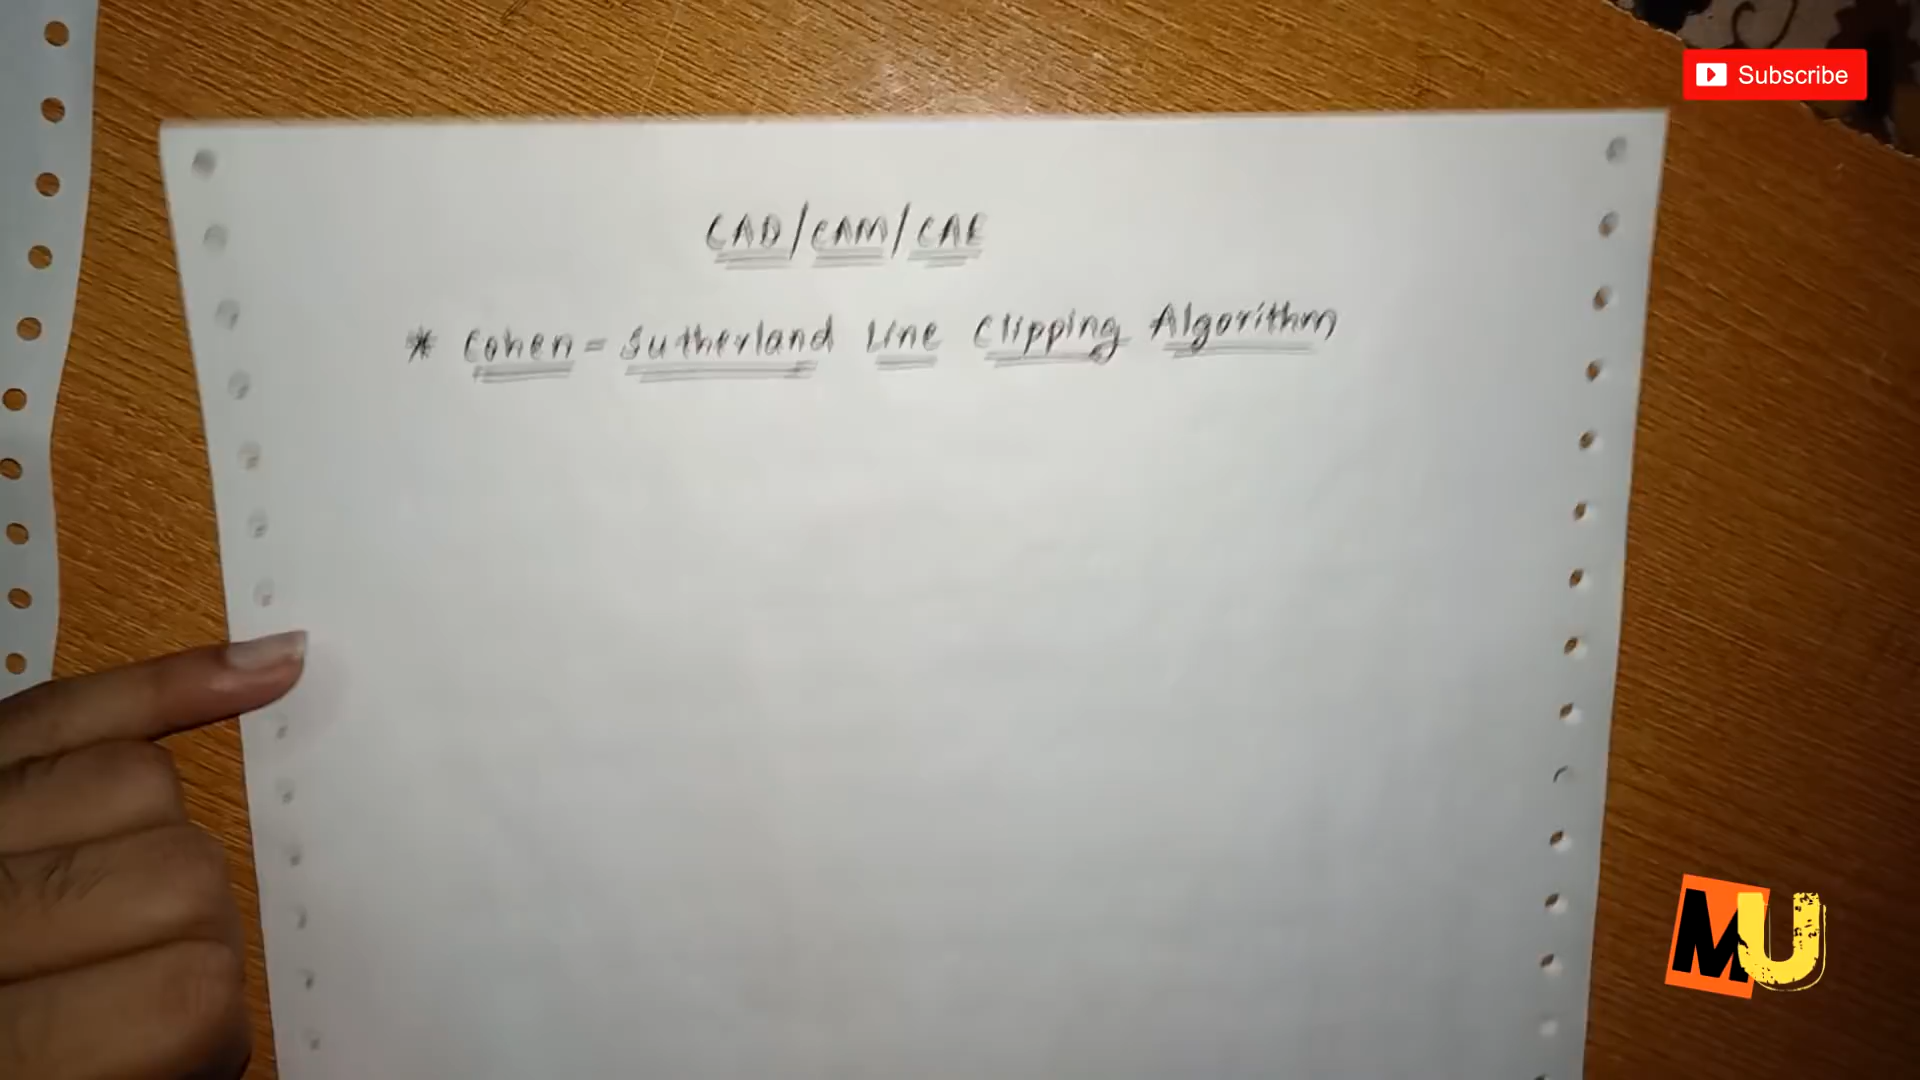 Subscribe
CAD/CAM/CAE
* Cohen = Sutherland Line Clipping Algorithm
MU